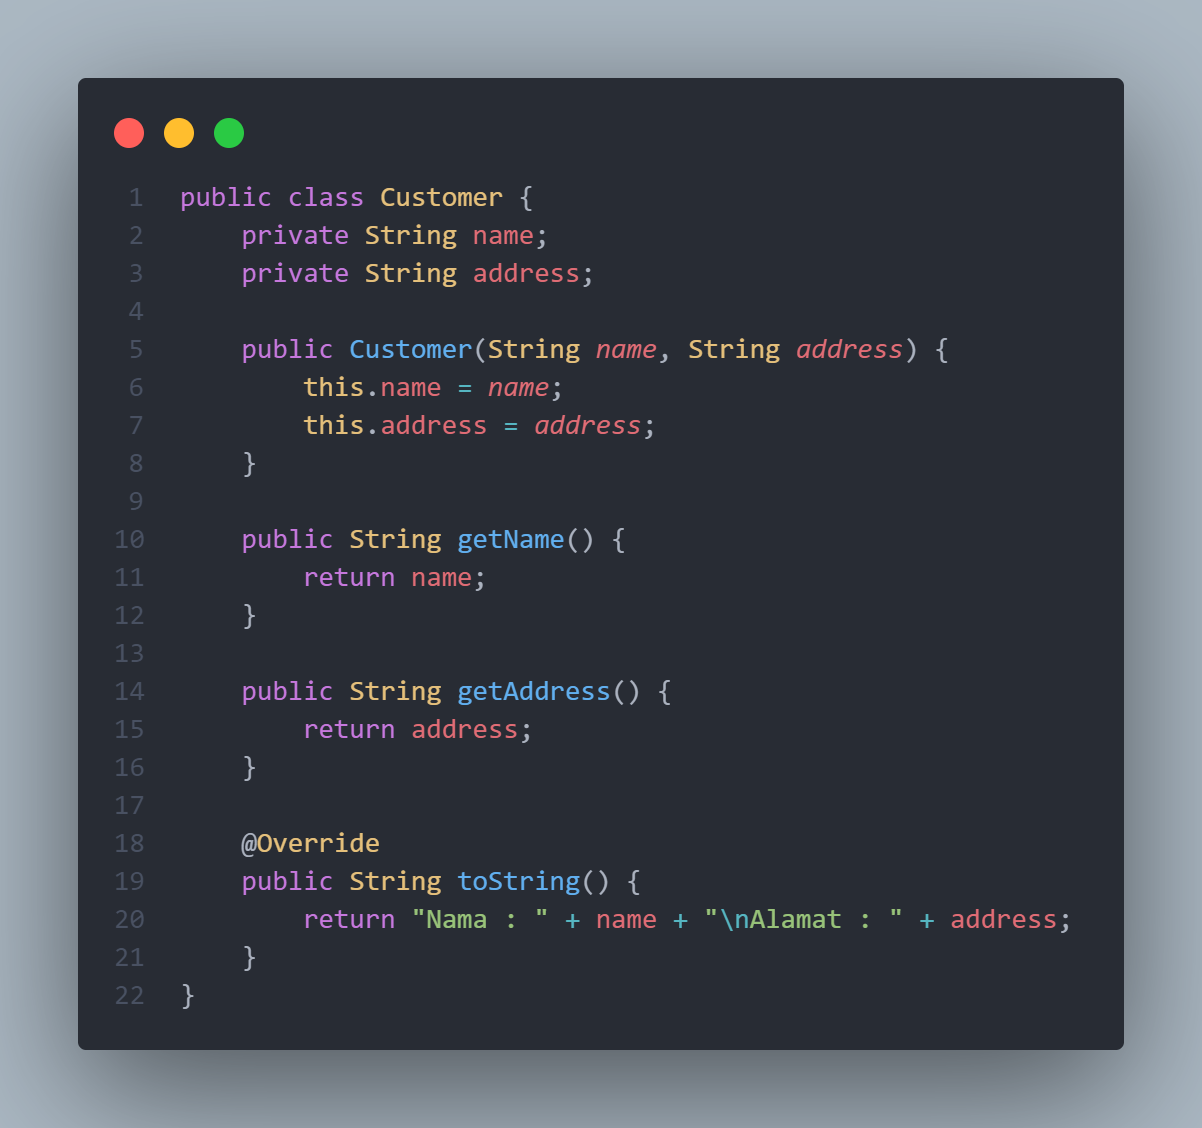 1 public class Customer {
2     private String name;
3     private String address;
4
5     public Customer(String name, String address) {
6         this.name = name;
7         this.address = address;
8     }
9
10     public String getName() {
11         return name;
12     }
13
14     public String getAddress() {
15         return address;
16     }
17
18     @Override
19     public String toString() {
20         return "Nama : " + name + "\nAlamat : " + address;
21     }
22 }